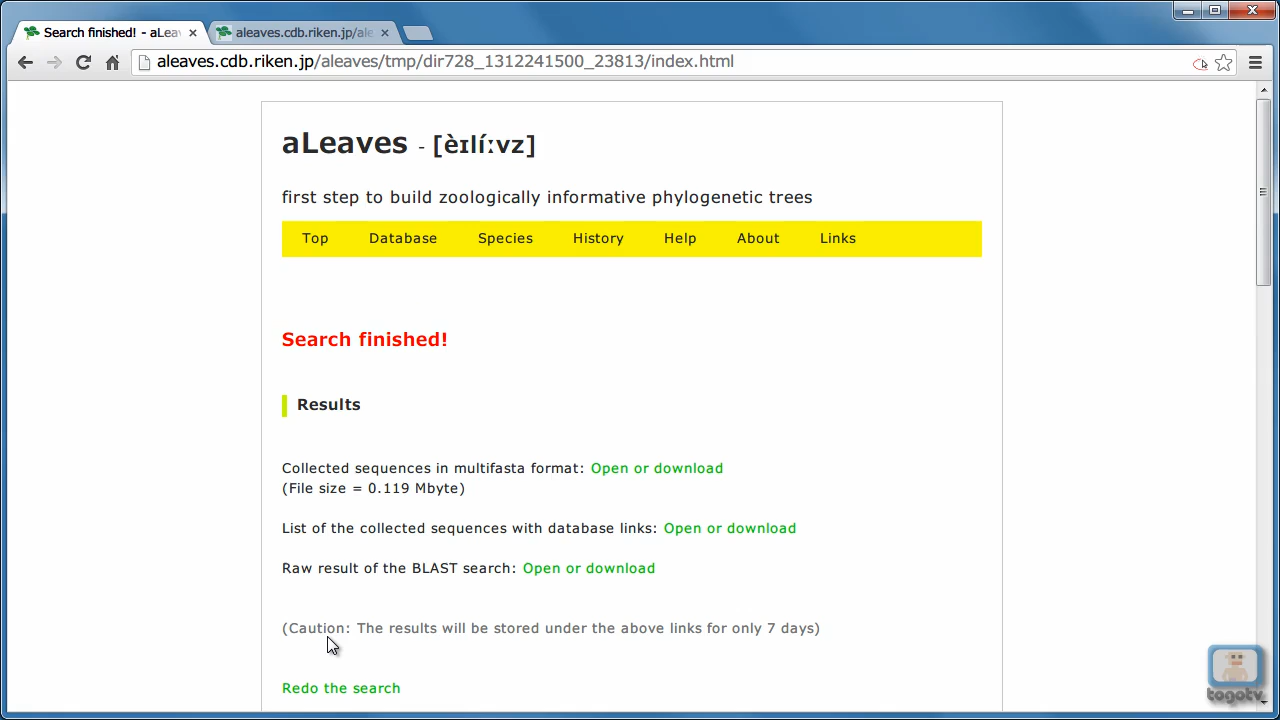 Search finished! - aLeav
aleaves.cdb.riken.jp/ale
aleaves.cdb.riken.jp/aleaves/tmp/dir728_1312241500_23813/index.html
aLeaves - [èɪlíːvz]
first step to build zoologically informative phylogenetic trees
Top Database Species History Help About Links
Search finished!
Results
Collected sequences in multifasta format: Open or download
(File size = 0.119 Mbyte)
List of the collected sequences with database links: Open or download
Raw result of the BLAST search: Open or download
(Caution: The results will be stored under the above links for only 7 days)
Redo the search
togotv